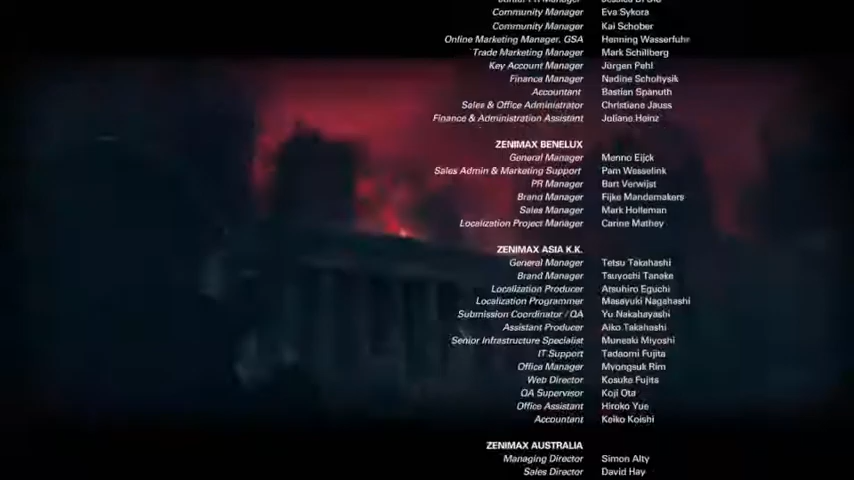 Community Manager Eva Sykora
Community Manager Kai Schober
Online Marketing Manager, GSA Henning Wasserfuhr
Trade Marketing Manager Mark Schillberg
Key Account Manager Jürgen Pahl
Finance Manager Nadine Schohysik
Accountant Bastian Spanuth
Sales & Office Administrator Christiane Jauss
Finance & Administration Assistant Juliane Heinz
ZENIMAX BENELUX
General Manager Menno Eijck
Sales Admin & Marketing Support Pam Wesselink
PR Manager Bart Verwijst
Brand Manager Fijke Mandemakers
Sales Manager Mark Holleman
Localization Project Manager Carine Mathey
ZENIMAX ASIA K.K.
General Manager Tetsu Takahashi
Brand Manager Tsuyochi Tanake
Localization Producer Atsuhiro Eguchi
Localization Programmer Masayuki Nagahashi
Submission Coordinator / QA Yu Nakabayashi
Assistant Producer Aiko Takahashi
Senior Infrastructure Specialist Muneaki Miyoshi
IT Support Tadaomi Fujita
Office Manager Myongsuk Rim
Web Director Kosuke Fujita
QA Supervisor Koji Ota
Office Assistant Hiroko Yue
Accountant Keiko Koishi
ZENIMAX AUSTRALIA
Managing Director Simon Alty
Sales Director David Hay